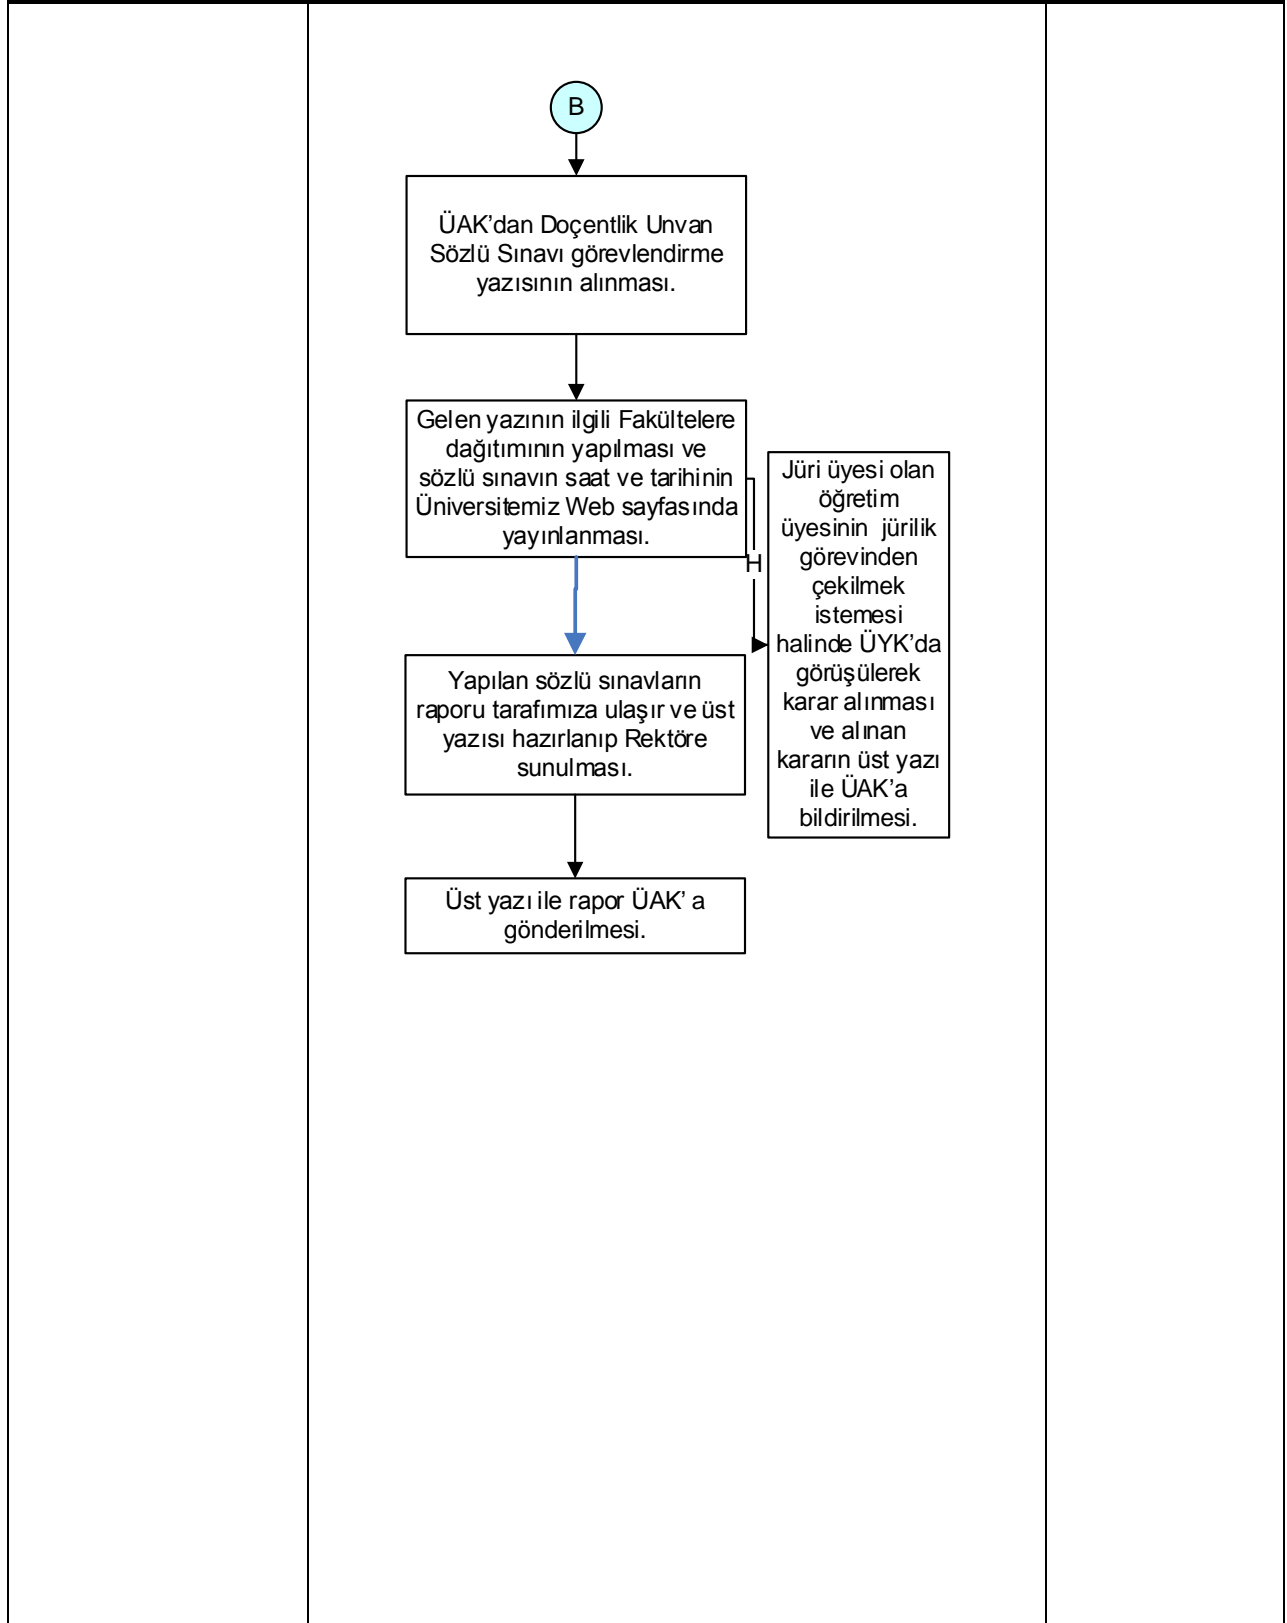 B
ÜAK’dan Doçentlik Unvan
Sözlü Sınavı görevlendirme
yazısının alınması.
Gelen yazının ilgili Fakültelere
dağıtımının yapılması ve
sözlü sınavın saat ve tarihinin
Üniversitemiz Web sayfasında
yayınlanması.
H
Jüri üyesi olan
öğretim
üyesinin jürilik
görevinden
çekilmek
istemesi
halinde ÜYK’da
görüşülerek
karar alınması
ve alınan
kararın üst yazı
ile ÜAK’a
bildirilmesi.
Yapılan sözlü sınavların
raporu tarafımıza ulaşır ve üst
yazısı hazırlanıp Rektöre
sunulması.
Üst yazı ile rapor ÜAK’ a
gönderilmesi.